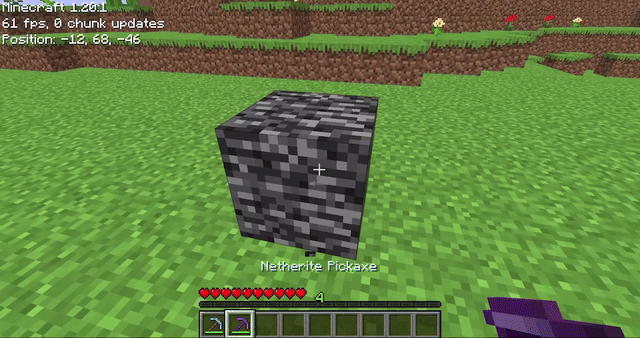 Minecraft 1.20.1
61 fps, 0 chunk updates
Position: -12, 68, -46
Netherite Pickaxe
4